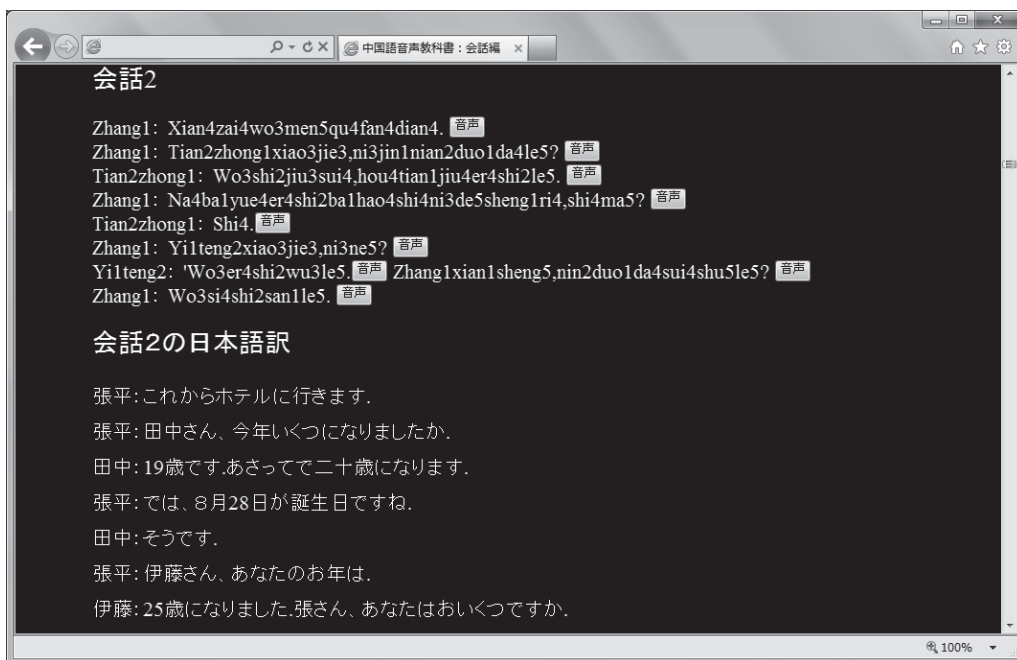 中国語音声教科書：会話編
会話2
Zhang1：Xian4zai4wo3men5qu4fan4dian4. 音声
Zhang1：Tian2zhong1xiao3jie3,ni3jin1nian2duo1da4le5? 音声
Tian2zhong1：Wo3shi2jiu3sui4,hou4tian1jiu4er4shi2le5. 音声
Zhang1：Na4ba1yue4er4shi2ba1hao4shi4ni3de5sheng1ri4,shi4ma5? 音声
Tian2zhong1：Shi4. 音声
Zhang1：Yi1teng2xiao3jie3,ni3ne5? 音声
Yi1teng2：'Wo3er4shi2wu3le5. 音声 Zhang1xian1sheng5,nin2duo1da4sui4shu5le5? 音声
Zhang1：Wo3si4shi2san1le5. 音声
会話２の日本語訳
張平：これからホテルに行きます.
張平：田中さん、今年いくつになりましたか.
田中：19歳です.あさってで二十歳になります.
張平：では、８月28日が誕生日ですね.
田中：そうです.
張平：伊藤さん、あなたのお年は.
伊藤：25歳になりました.張さん、あなたはおいくつですか.
100%